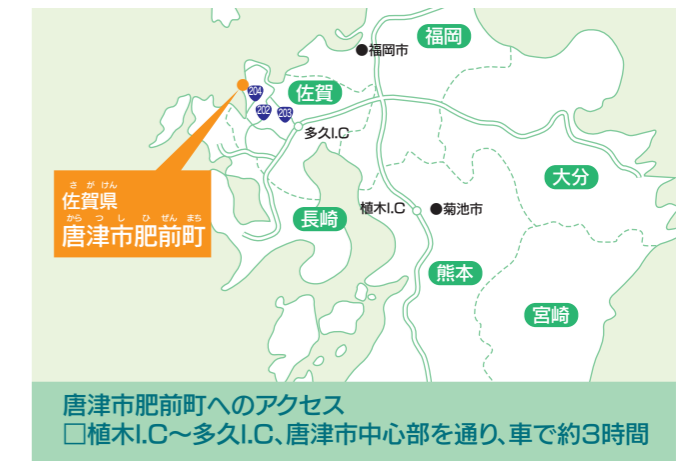 福岡
●福岡市
佐賀
204
202
203
多久I.C
大分
さがけん
佐賀県
からつしひぜんまち
唐津市肥前町
長崎
植木I.C
●菊池市
熊本
宮崎
唐津市肥前町へのアクセス
□植木I.C～多久I.C、唐津市中心部を通り、車で約3時間